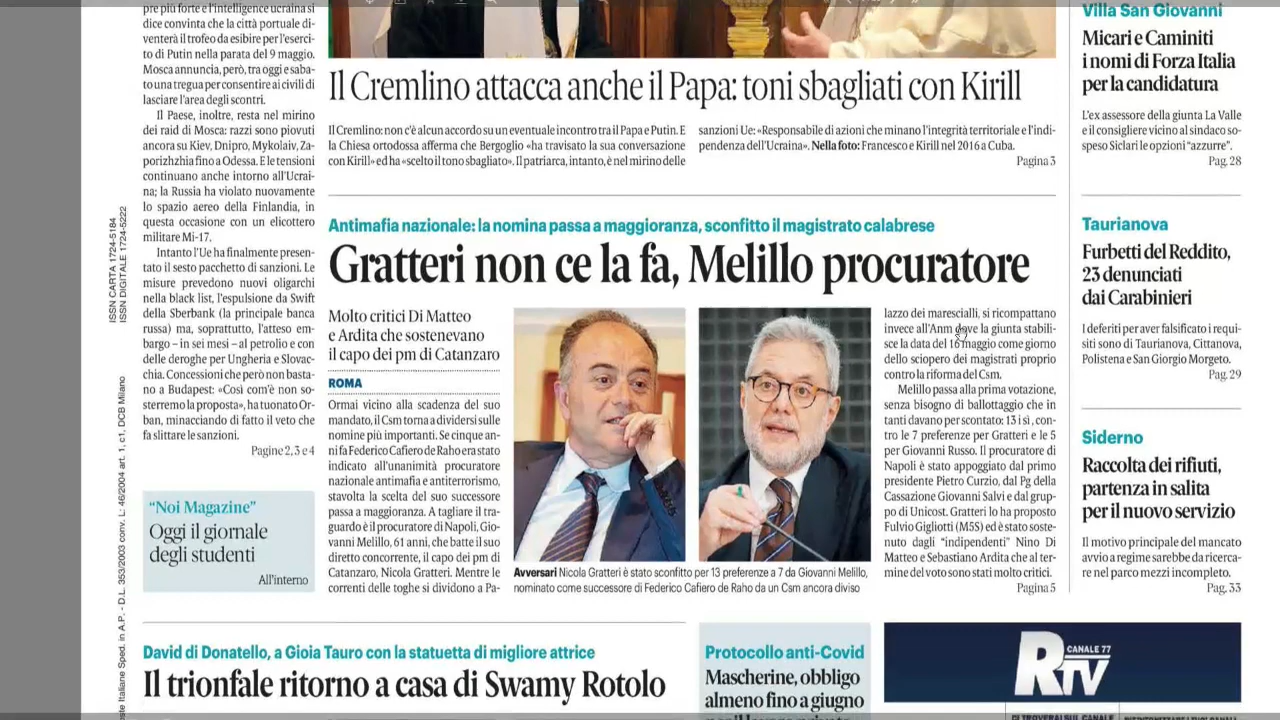 pre più forte e l'intelligence ucraina si
dice convinta che la città portuale di-
venterà il trofeo da esibire per l'eserci-
to di Putin nella parata del 9 maggio.
Mosca annuncia, però, tra oggi e saba-
to una tregua per consentire ai civili di
lasciare l'area degli scontri.
Il Paese, inoltre, resta nel mirino
dei raid di Mosca: razzi sono piovuti
ancora su Kiev, Dnipro, Mykolaiv, Za-
porizhzhia fino a Odessa. E le tensioni
continuano anche intorno all'Ucrai-
na; la Russia ha violato nuovamente
lo spazio aereo della Finlandia, in
questa occasione con un elicottero
militare Mi-17.
Intanto l'Ue ha finalmente presen-
tato il sesto pacchetto di sanzioni. Le
misure prevedono nuovi oligarchi
nella black list, l'espulsione da Swift
della Sberbank (la principale banca
russa) ma, soprattutto, l'atteso em-
bargo – in sei mesi – al petrolio e con
delle deroghe per Ungheria e Slovac-
chia. Concessioni che però non basta-
no a Budapest: «Così com'è non so-
sterremo la proposta», ha tuonato Or-
ban, minacciando di fatto il veto che
fa slittare le sanzioni.
Pagine 2, 3 e 4
"Noi Magazine"
Oggi il giornale
degli studenti
All'interno
ISSN CARTA 1724-5184
ISSN DIGITALE 1724-5222
ste Italiane Sped. in A.P. - D.L. 353/2003 conv. L. 46/2004 art. 1, c1, DCB Milano
Il Cremlino attacca anche il Papa: toni sbagliati con Kirill
Il Cremlino: non c'è alcun accordo su un eventuale incontro tra il Papa e Putin. E
la Chiesa ortodossa afferma che Bergoglio «ha travisato la sua conversazione
con Kirill» ed ha «scelto il tono sbagliato». Il patriarca, intanto, è nel mirino delle
sanzioni Ue: «Responsabile di azioni che minano l'integrità territoriale e l'indi-
pendenza dell'Ucraina». Nella foto: Francesco e Kirill nel 2016 a Cuba.
Pagina 3
Antimafia nazionale: la nomina passa a maggioranza, sconfitto il magistrato calabrese
Gratteri non ce la fa, Melillo procuratore
Molto critici Di Matteo
e Ardita che sostenevano
il capo dei pm di Catanzaro
ROMA
Ormai vicino alla scadenza del suo
mandato, il Csm torna a dividersi sulle
nomine più importanti. Se cinque an-
ni fa Federico Cafiero de Raho era stato
indicato all'unanimità procuratore
nazionale antimafia e antiterrorismo,
stavolta la scelta del suo successore
passa a maggioranza. A tagliare il tra-
guardo è il procuratore di Napoli, Gio-
vanni Melillo, 61 anni, che batte il suo
diretto concorrente, il capo dei pm di
Catanzaro, Nicola Gratteri. Mentre le
correnti delle toghe si dividono a Pa-
Avversari Nicola Gratteri è stato sconfitto per 13 preferenze a 7 da Giovanni Melillo,
nominato come successore di Federico Cafiero de Raho da un Csm ancora diviso
lazzo dei marescialli, si ricompattano
invece all'Anm dove la giunta stabili-
sce la data del 16 maggio come giorno
dello sciopero dei magistrati proprio
contro la riforma del Csm.
Melillo passa alla prima votazione,
senza bisogno di ballottaggio che in
tanti davano per scontato: 13 i sì, con-
tro le 7 preferenze per Gratteri e le 5
per Giovanni Russo. Il procuratore di
Napoli è stato appoggiato dal primo
presidente Pietro Curzio, dal Pg della
Cassazione Giovanni Salvi e dal grup-
po di Unicost. Gratteri lo ha proposto
Fulvio Gigliotti (M5S) ed è stato soste-
nuto dagli "indipendenti" Nino Di
Matteo e Sebastiano Ardita che al ter-
mine del voto sono stati molto critici.
Pagina 5
Villa San Giovanni
Micari e Caminiti
i nomi di Forza Italia
per la candidatura
L'ex assessore della giunta La Valle
e il consigliere vicino al sindaco so-
speso Siclari le opzioni "azzurre".
Pag. 28
Taurianova
Furbetti del Reddito,
23 denunciati
dai Carabinieri
I deferiti per aver falsificato i requi-
siti sono di Taurianova, Cittanova,
Polistena e San Giorgio Morgeto.
Pag. 29
Siderno
Raccolta dei rifiuti,
partenza in salita
per il nuovo servizio
Il motivo principale del mancato
avvio a regime sarebbe da ricerca-
re nel parco mezzi incompleto.
Pag. 33
David di Donatello, a Gioia Tauro con la statuetta di migliore attrice
Il trionfale ritorno a casa di Swamy Rotolo
Protocollo anti-Covid
Mascherine, obbligo
almeno fino a giugno
RTV CANALE 77